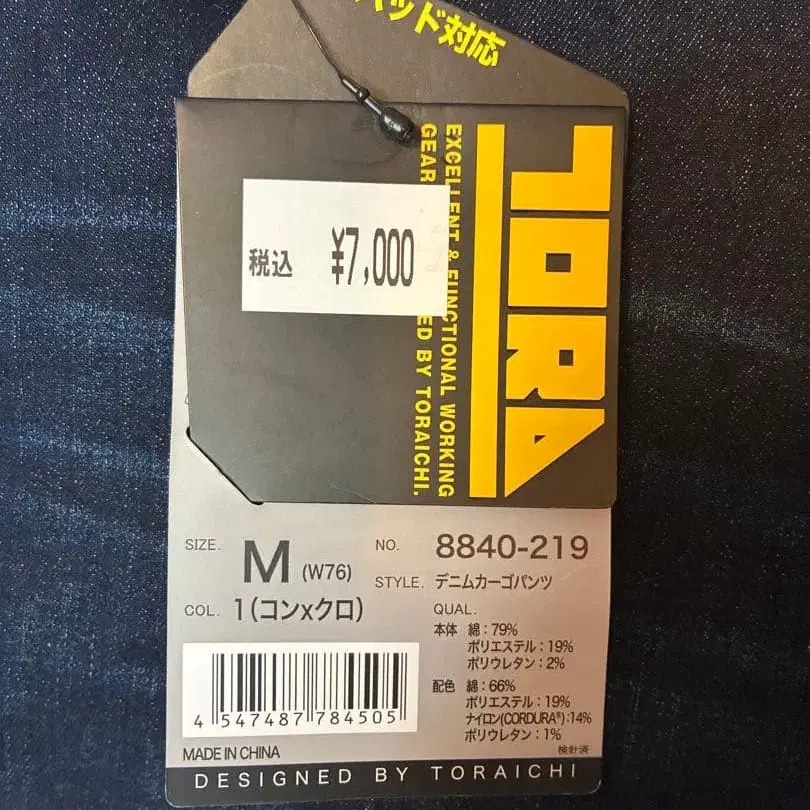 ッド対応
TORA
EXCELLENT & FUNCTIONAL WORKING
GEAR ED BY TORAICHI.
税込 ¥7,000
SIZE. M (W76)
NO. 8840-219
STYLE. デニムカーゴパンツ
COL. 1(コンxクロ)
QUAL.
本体 綿:79%
ポリエステル:19%
ポリウレタン:2%
配色 綿:66%
ポリエステル:19%
ナイロン(CORDURA®):14%
ポリウレタン:1%
4 547487 784505
検針済
MADE IN CHINA
DESIGNED BY TORAICHI